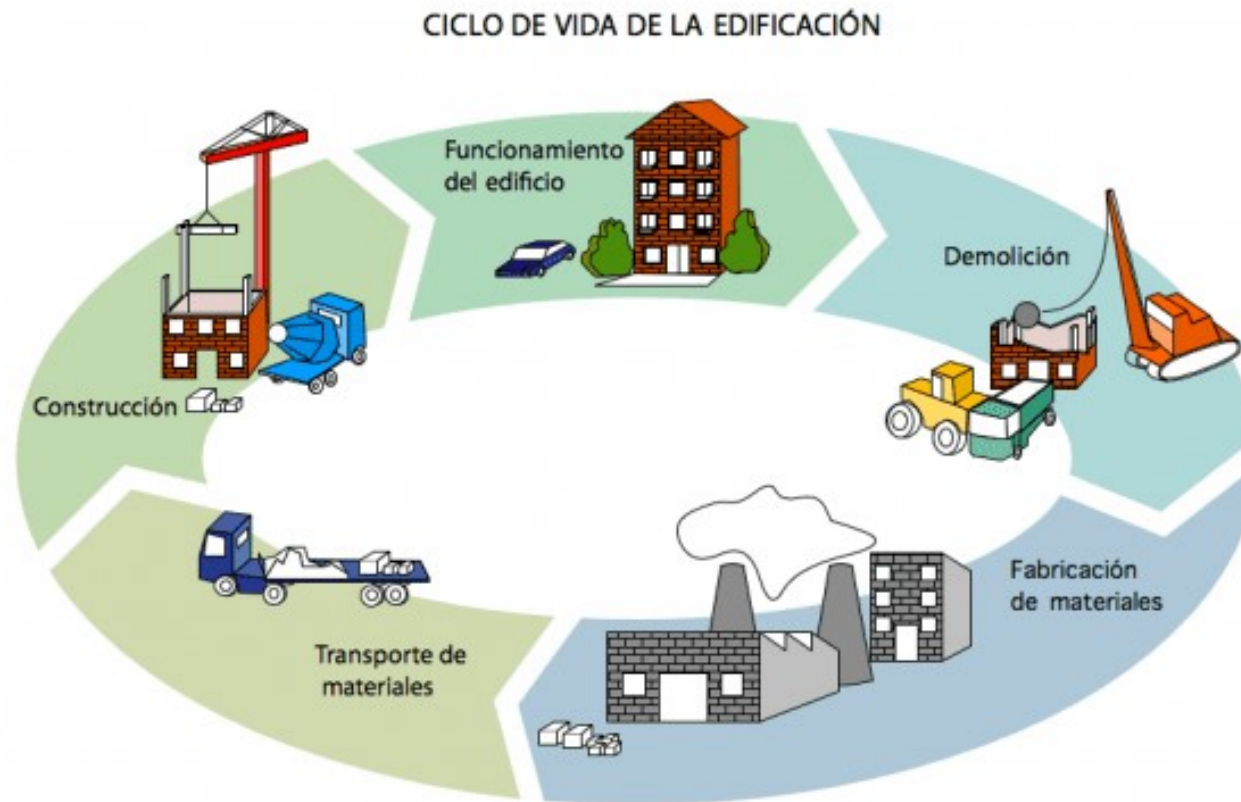 CICLO DE VIDA DE LA EDIFICACIÓN
Funcionamiento
del edificio
Demolición
Construcción
Fabricación
de materiales
Transporte de
materiales